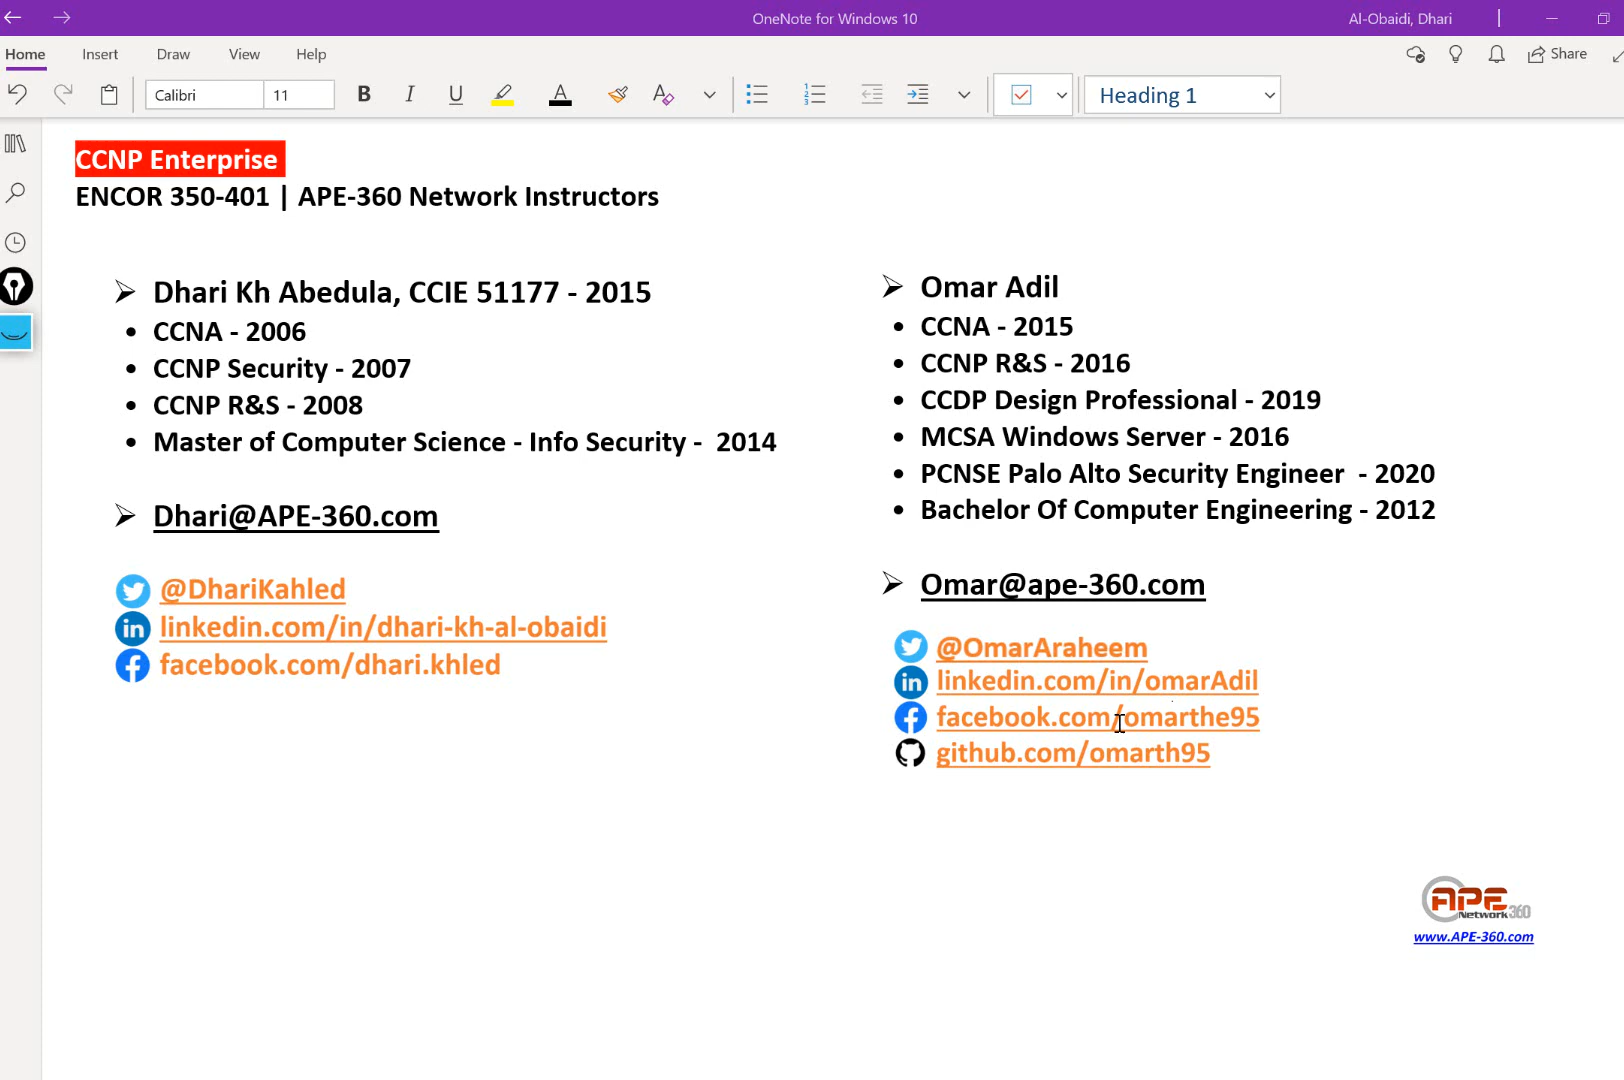 OneNote for Windows 10
Al-Obaidi, Dhari
Home Insert Draw View Help
Share
Calibri 11 B I U A A Heading 1
CCNP Enterprise
ENCOR 350-401 | APE-360 Network Instructors
Dhari Kh Abedula, CCIE 51177 - 2015
CCNA - 2006
CCNP Security - 2007
CCNP R&S - 2008
Master of Computer Science - Info Security - 2014
Dhari@APE-360.com
@DhariKahled
linkedin.com/in/dhari-kh-al-obaidi
facebook.com/dhari.khled
Omar Adil
CCNA - 2015
CCNP R&S - 2016
CCDP Design Professional - 2019
MCSA Windows Server - 2016
PCNSE Palo Alto Security Engineer - 2020
Bachelor Of Computer Engineering - 2012
Omar@ape-360.com
@OmarAraheem
linkedin.com/in/omarAdil
facebook.com/omarthe95
github.com/omarth95
APE
Network 360
www.APE-360.com